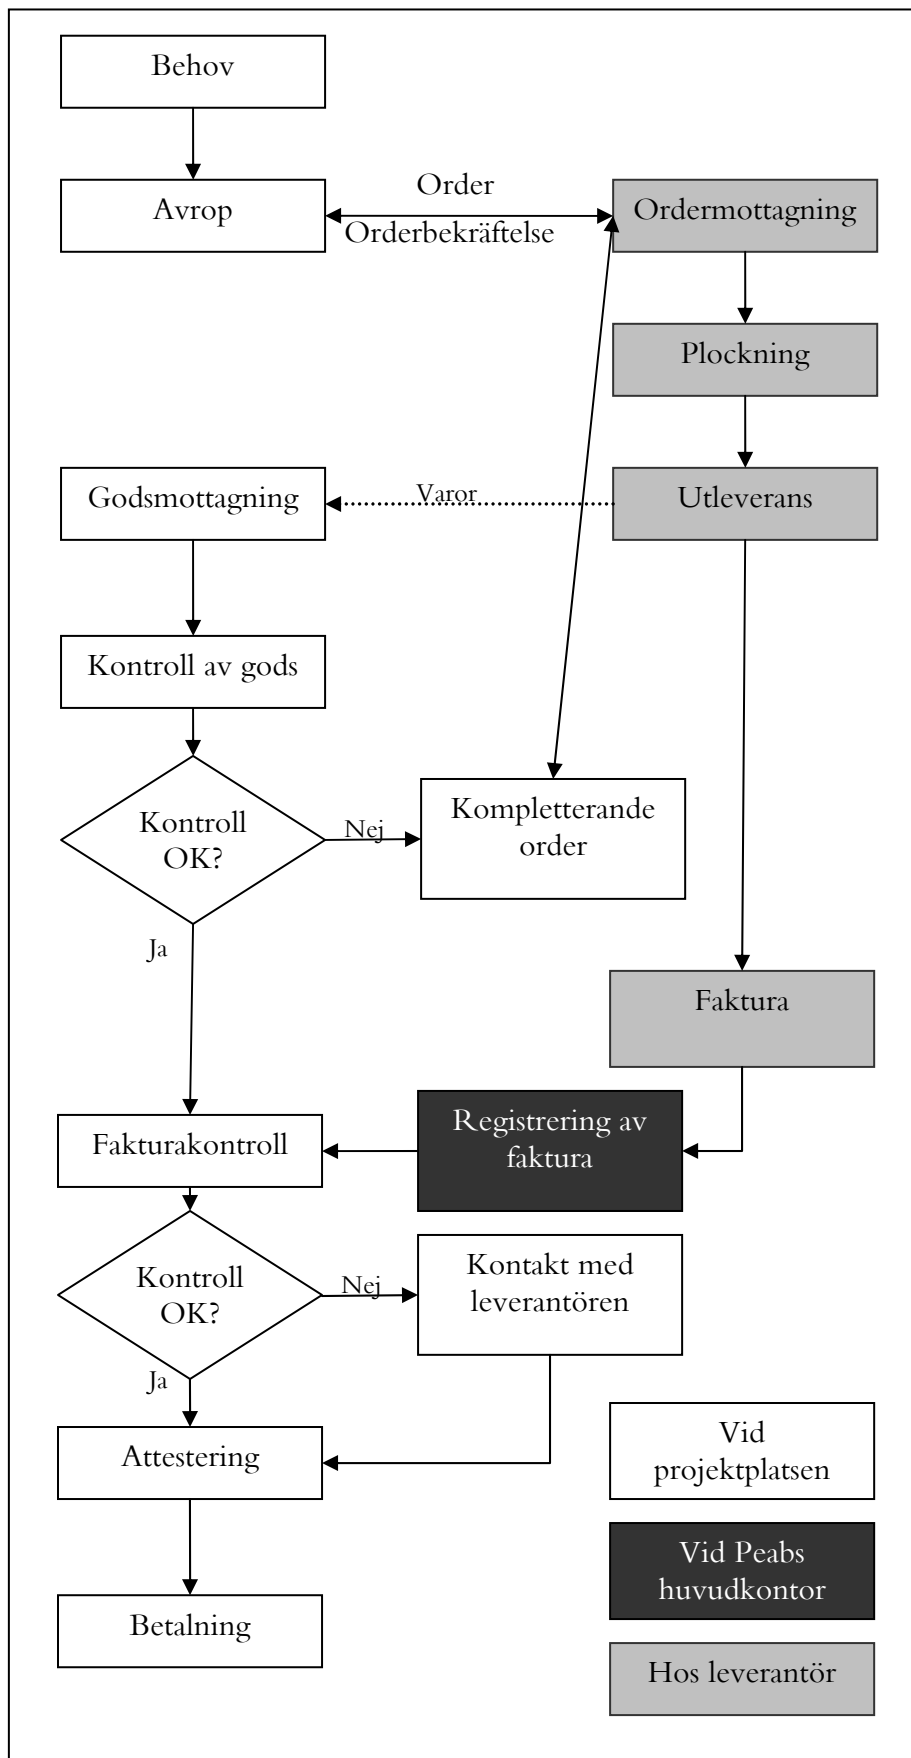 Behov
Order
Avrop
Ordermottagning
Orderbekräftelse
Plockning
Godsmottagning
Varor
Utleverans
Kontroll av gods
Kontroll
OK?
Nej
Kompletterande
order
Ja
Faktura
Registrering av
faktura
Fakturakontroll
Kontroll
OK?
Nej
Kontakt med
leverantören
Ja
Attestering
Vid
projektplatsen
Vid Peabs
huvudkontor
Betalning
Hos leverantör